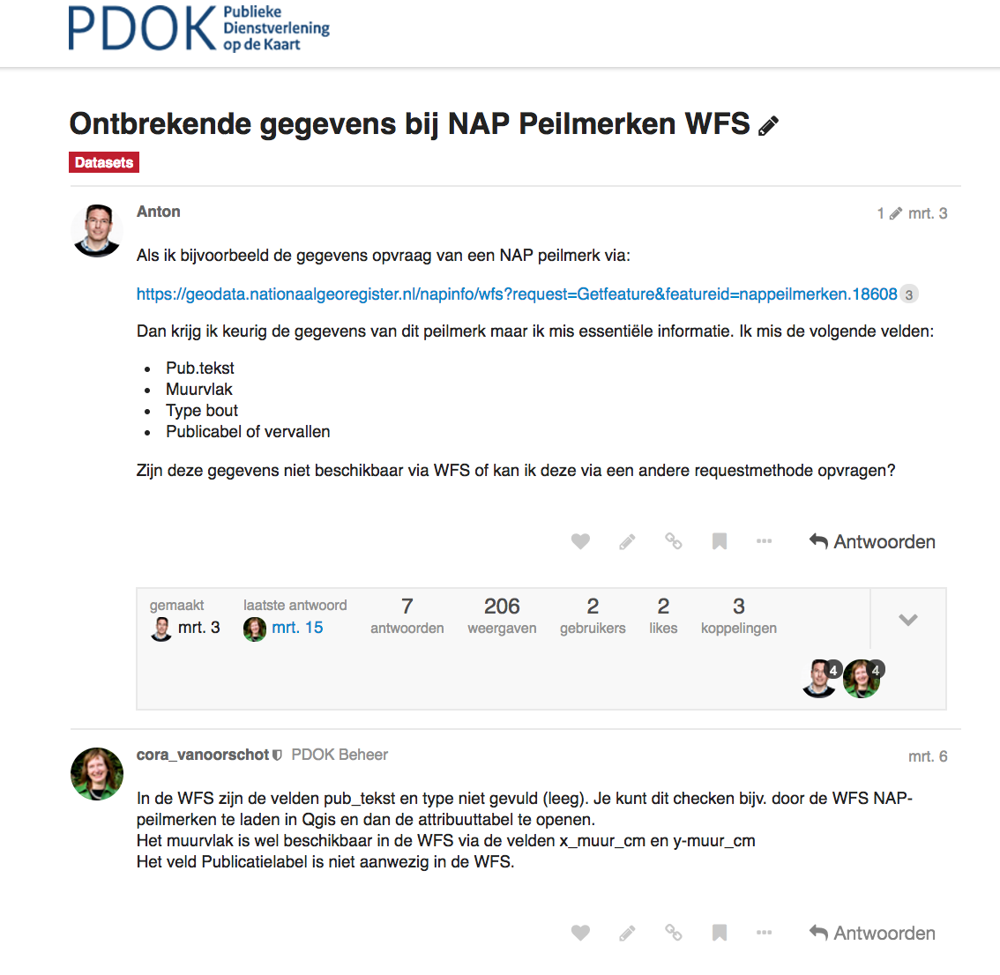 PDOK Publieke
Dienstverlening
op de Kaart
Ontbrekende gegevens bij NAP Peilmerken WFS
Datasets
Anton
1 mrt. 3
Als ik bijvoorbeeld de gegevens opvraag van een NAP peilmerk via:
https://geodata.nationaalgeoregister.nl/napinfo/wfs?request=Getfeature&featureid=nappeilmerken.18608 3
Dan krijg ik keurig de gegevens van dit peilmerk maar ik mis essentiële informatie. Ik mis de volgende velden:
• Pub.tekst
• Muurvlak
• Type bout
• Publicabel of vervallen
Zijn deze gegevens niet beschikbaar via WFS of kan ik deze via een andere requestmethode opvragen?
Antwoorden
gemaakt laatste antwoord 7 206 2 2 3
mrt. 3 mrt. 15 antwoorden weergaven gebruikers likes koppelingen
4 4
cora_vanoorschot PDOK Beheer mrt. 6
In de WFS zijn de velden pub_tekst en type niet gevuld (leeg). Je kunt dit checken bijv. door de WFS NAP-
peilmerken te laden in Qgis en dan de attribuuttabel te openen.
Het muurvlak is wel beschikbaar in de WFS via de velden x_muur_cm en y-muur_cm
Het veld Publicatielabel is niet aanwezig in de WFS.
Antwoorden